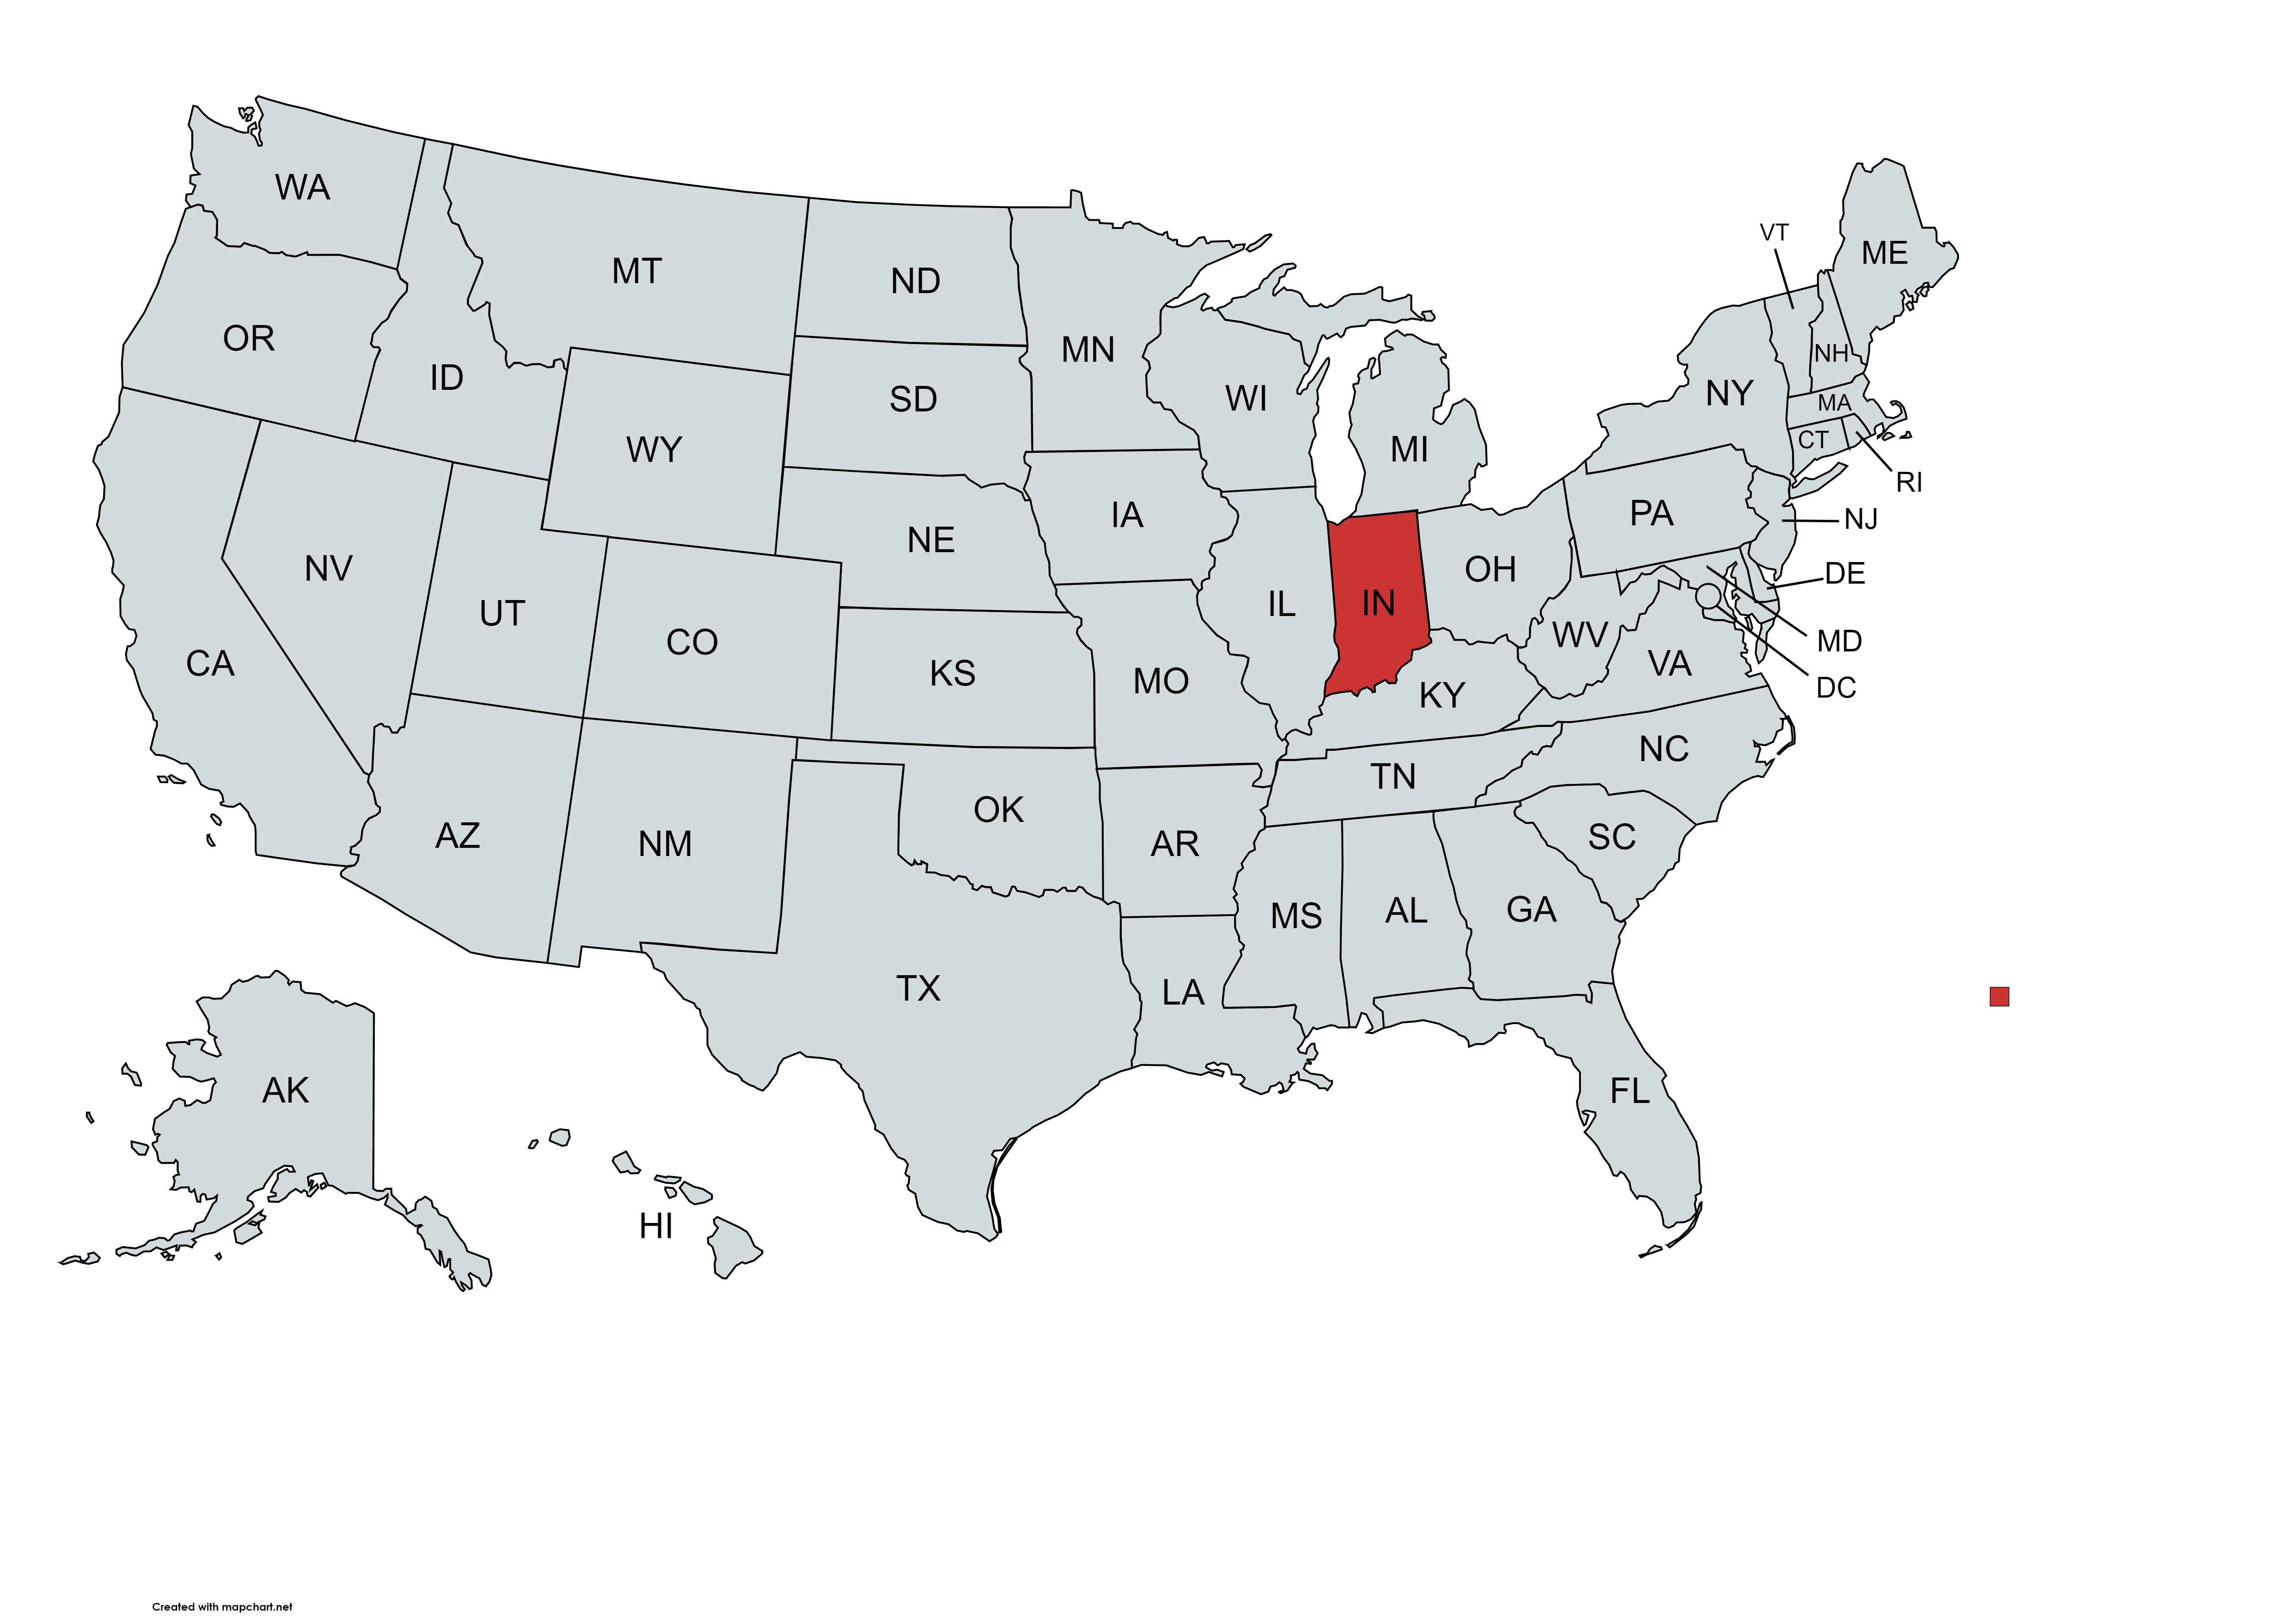 WA
MT
ND
MN
VT
ME
OR
ID
SD
WI
MI
NY
NH
MA
CT
RI
WY
IA
PA
NJ
NE
NV
UT
CO
IL
IN
OH
DE
MD
DC
WV
VA
CA
KS
MO
KY
NC
TN
OK
AZ
NM
AR
SC
MS
AL
GA
TX
LA
AK
FL
HI
Created with mapchart.net